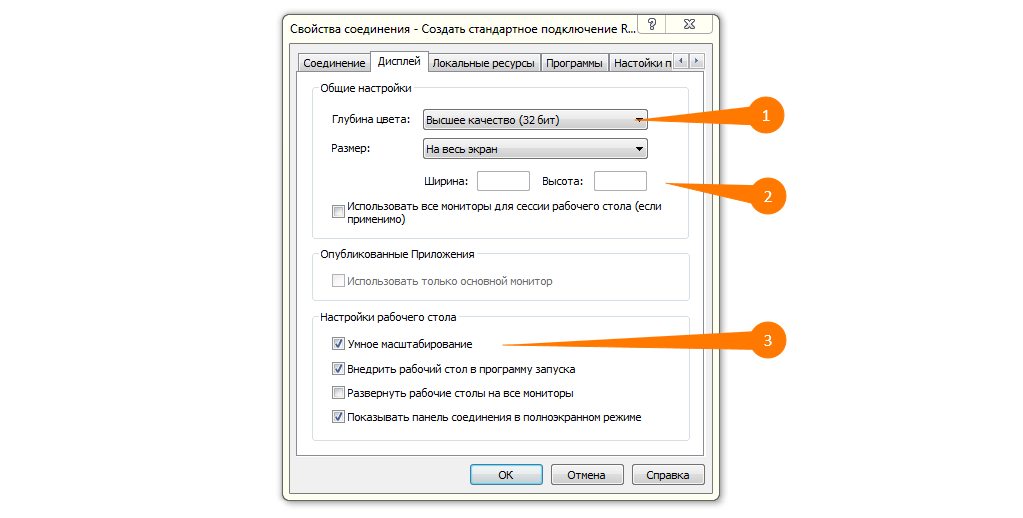 Свойства соединения - Создать стандартное подключение R...
?
Соединение Дисплей Локальные ресурсы Программы Настойки п
Общие настройки
Глубина цвета: Высшее качество (32 бит)
1
Размер: На весь экран
Ширина: Высота:
2
Использовать все мониторы для сессии рабочего стола (если
применимо)
Опубликованные Приложения
Использовать только основной монитор
Настройки рабочего стола
Умное масштабирование
3
Внедрить рабочий стол в программу запуска
Развернуть рабочие столы на все мониторы
Показывать панель соединения в полноэкранном режиме
ОК Отмена Справка